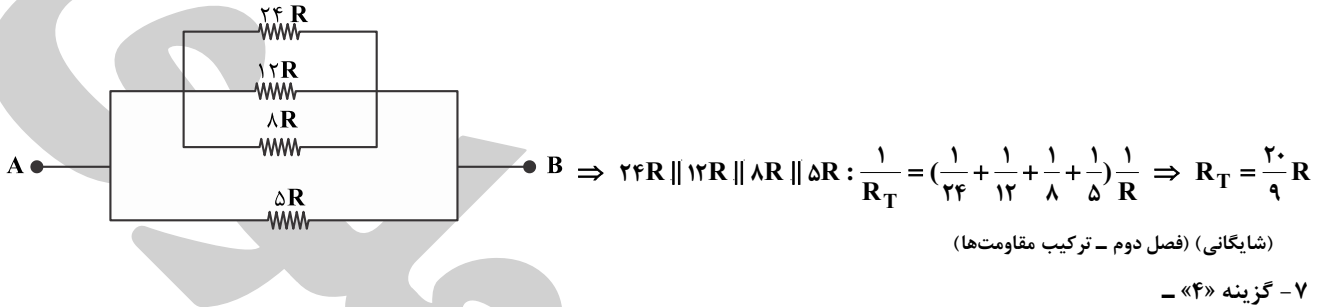 ۲۴ R
۱۲R
۸R
A B ⇒ ۲۴R || ۱۲R || ۸R || ۵R : ۱/R_T = (۱/۲۴ + ۱/۱۲ + ۱/۸ + ۱/۵) ۱/R ⇒ R_T = ۲۰/۹ R
۵R
(شایگانی) (فصل دوم ـ ترکیب مقاومت‌ها)
۷- گزینه «۴» ـ